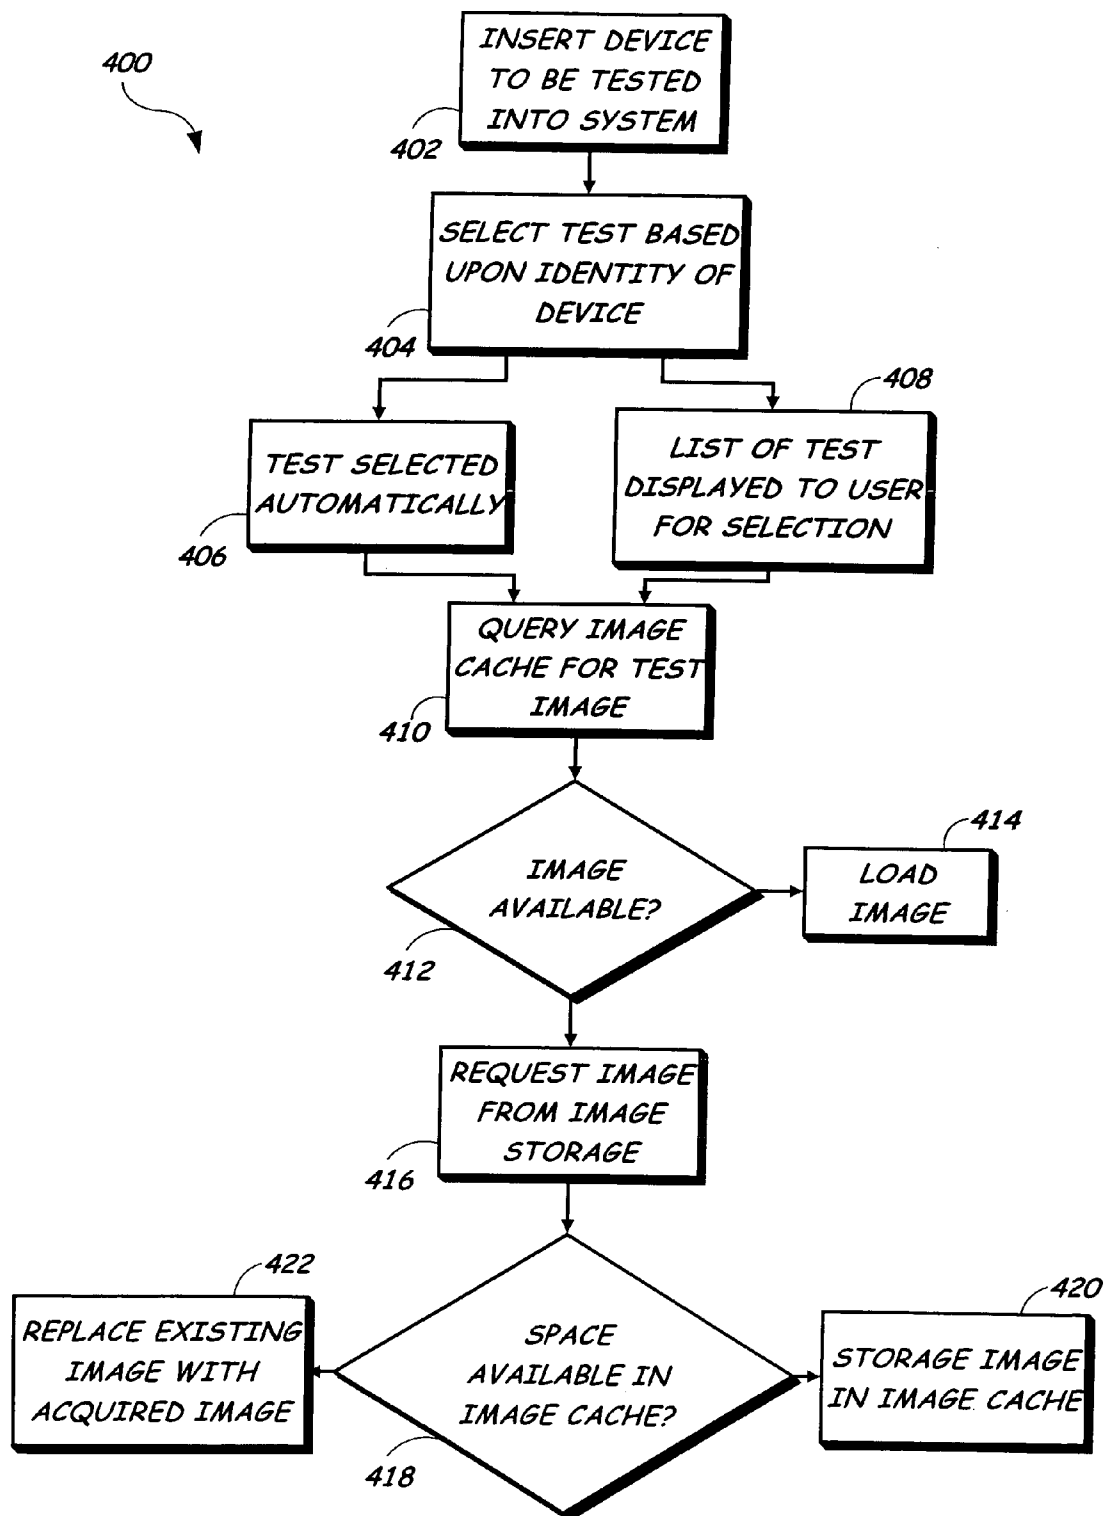 400
INSERT DEVICE
TO BE TESTED
INTO SYSTEM
402
SELECT TEST BASED
UPON IDENTITY OF
DEVICE
404
408
TEST SELECTED
AUTOMATICALLY
406
LIST OF TEST
DISPLAYED TO USER
FOR SELECTION
QUERY IMAGE
CACHE FOR TEST
IMAGE
410
IMAGE
AVAILABLE?
412
414
LOAD
IMAGE
REQUEST IMAGE
FROM IMAGE
STORAGE
416
422
REPLACE EXISTING
IMAGE WITH
ACQUIRED IMAGE
SPACE
AVAILABLE IN
IMAGE CACHE?
418
420
STORAGE IMAGE
IN IMAGE CACHE